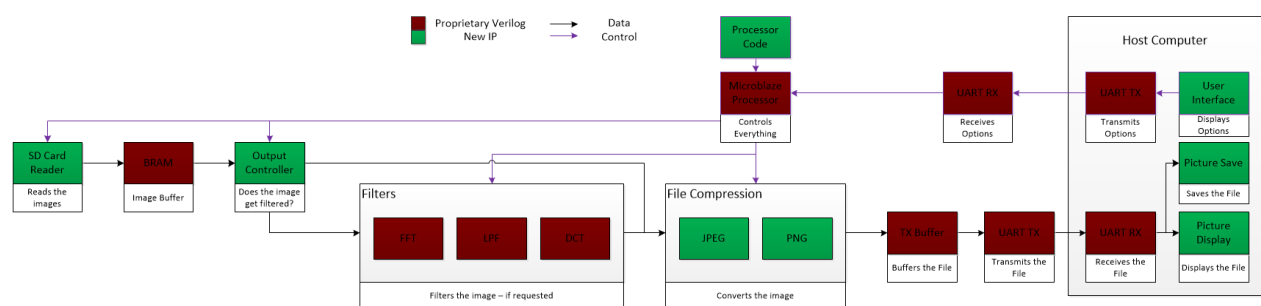 Proprietary Verilog
New IP
Data
Control
Processor
Code
Host Computer
Microblaze
Processor
Controls
Everything
UART RX
Receives
Options
UART TX
Transmits
Options
User
Interface
Displays
Options
SD Card
Reader
Reads the
images
BRAM
Image Buffer
Output
Controller
Does the image
get filtered?
Filters
FFT
LPF
DCT
Filters the image – if requested
File Compression
JPEG
PNG
Converts the image
TX Buffer
Buffers the File
UART TX
Transmits the
File
UART RX
Receives the
File
Picture Save
Saves the File
Picture
Display
Displays the File